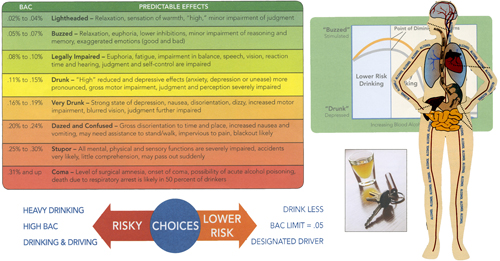 BAC PREDICTABLE EFFECTS
.02% to .04% Lightheaded – Relaxation, sensation of warmth, "high," minor impairment of judgment
.05% to .07% Buzzed – Relaxation, euphoria, lower inhibitions, minor impairment of reasoning and
memory, exaggerated emotions (good and bad)
.08% to .10% Legally Impaired – Euphoria, fatigue, impairment in balance, speech, vision, reaction
time and hearing, judgment and self-control are impaired
.11% to .15% Drunk – "High" reduced and depressive effects (anxiety, depression or unease) more
pronounced, gross motor impairment, judgment and perception severely impaired
.16% to .19% Very Drunk – Strong state of depression, nausea, disorientation, dizzy, increased motor
impairment, blurred vision, judgment further impaired
.20% to .24% Dazed and Confused – Gross disorientation to time and place, increased nausea and
vomiting; may need assistance to stand/walk, impervious to pain, blackout likely
.25% to .30% Stupor – All mental, physical and sensory functions are severely impaired, accidents
very likely, little comprehension, may pass out suddenly
.31% and up Coma – Level of surgical amnesia, onset of coma, possibility of acute alcohol poisoning,
death due to respiratory arrest is likely in 50 percent of drinkers
"Buzzed"
Stimulated
Point of
Lower Risk
Drinking
"Drunk"
Depressed
Increasing Blood
HEAVY DRINKING
HIGH BAC
DRINKING & DRIVING
RISKY
CHOICES
LOWER
RISK
DRINK LESS
BAC LIMIT = .05
DESIGNATED DRIVER